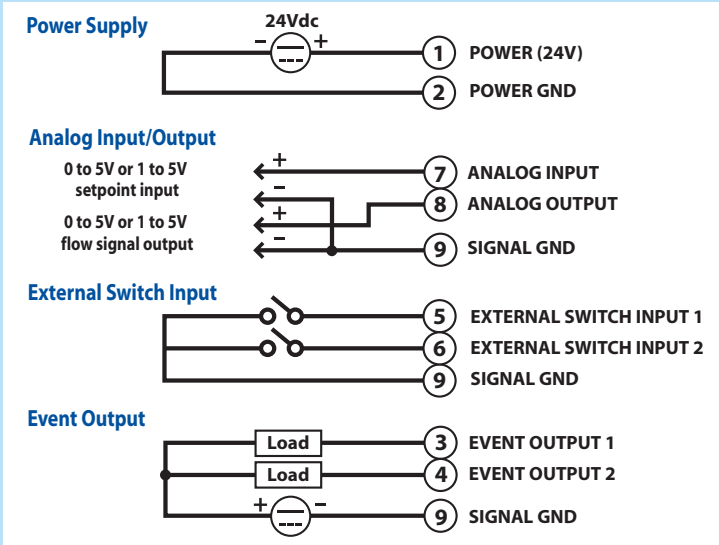 Power Supply
24Vdc
− +
1 POWER (24V)
2 POWER GND
Analog Input/Output
0 to 5V or 1 to 5V
setpoint input
+
−
0 to 5V or 1 to 5V
flow signal output
+
−
7 ANALOG INPUT
8 ANALOG OUTPUT
9 SIGNAL GND
External Switch Input
5 EXTERNAL SWITCH INPUT 1
6 EXTERNAL SWITCH INPUT 2
9 SIGNAL GND
Event Output
Load 3 EVENT OUTPUT 1
Load 4 EVENT OUTPUT 2
+ − 9 SIGNAL GND